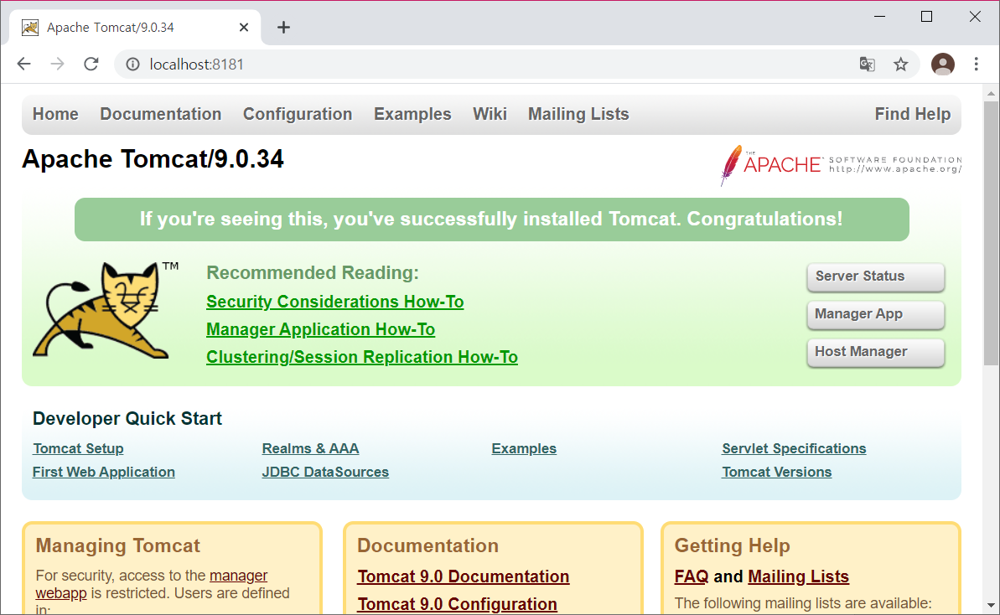 Apache Tomcat/9.0.34
localhost:8181
Home Documentation Configuration Examples Wiki Mailing Lists Find Help
Apache Tomcat/9.0.34
THE
APACHE SOFTWARE FOUNDATION
http://www.apache.org/
If you're seeing this, you've successfully installed Tomcat. Congratulations!
TM
Recommended Reading:
Security Considerations How-To
Manager Application How-To
Clustering/Session Replication How-To
Server Status
Manager App
Host Manager
Developer Quick Start
Tomcat Setup
First Web Application
Realms & AAA
JDBC DataSources
Examples
Servlet Specifications
Tomcat Versions
Managing Tomcat
For security, access to the manager
webapp is restricted. Users are defined
in:
Documentation
Tomcat 9.0 Documentation
Tomcat 9.0 Configuration
Getting Help
FAQ and Mailing Lists
The following mailing lists are available: